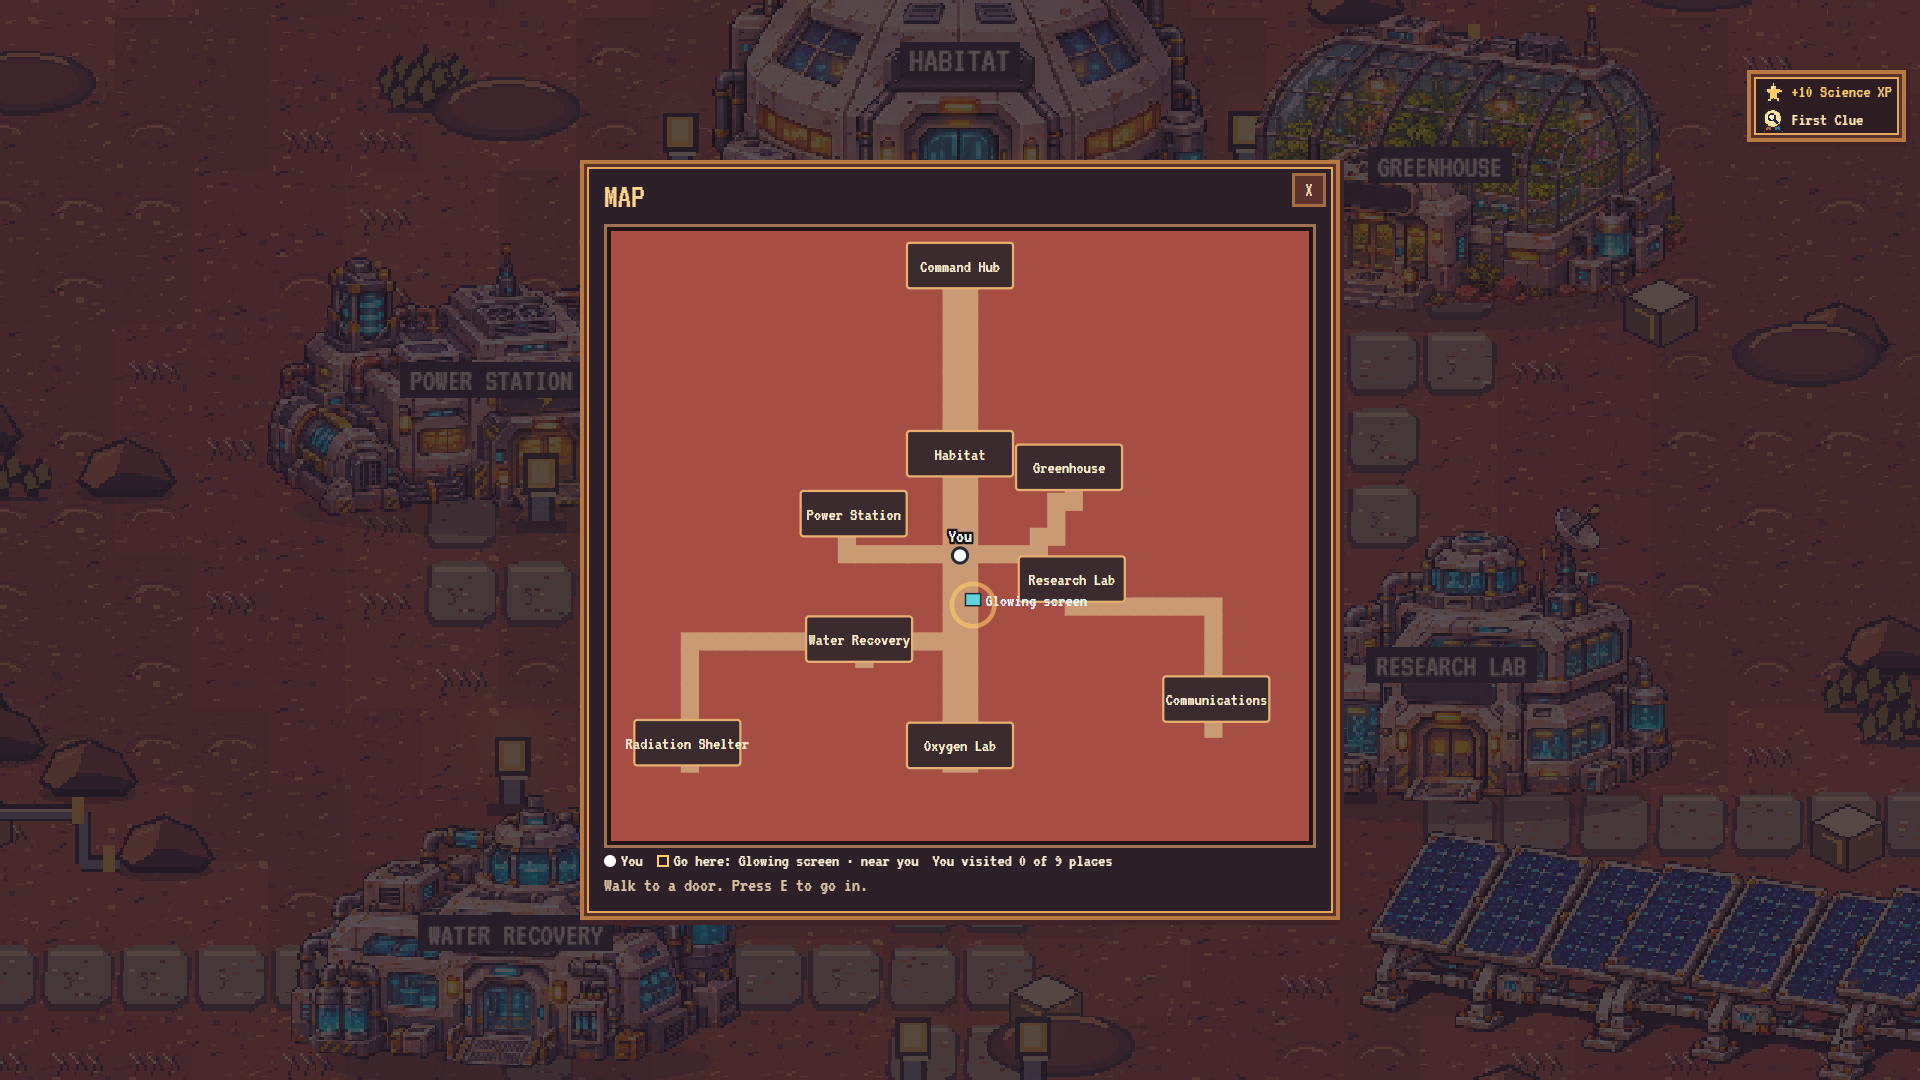 HABITAT
+10 Science XP
First Clue
GREENHOUSE
MAP
X
Command Hub
Habitat
Greenhouse
Power Station
POWER STATION
You
Research Lab
Glowing screen
Water Recovery
RESEARCH LAB
Communications
Radiation Shelter
Oxygen Lab
You
Go here: Glowing screen · near you
You visited 0 of 9 places
Walk to a door. Press E to go in.
WATER RECOVERY